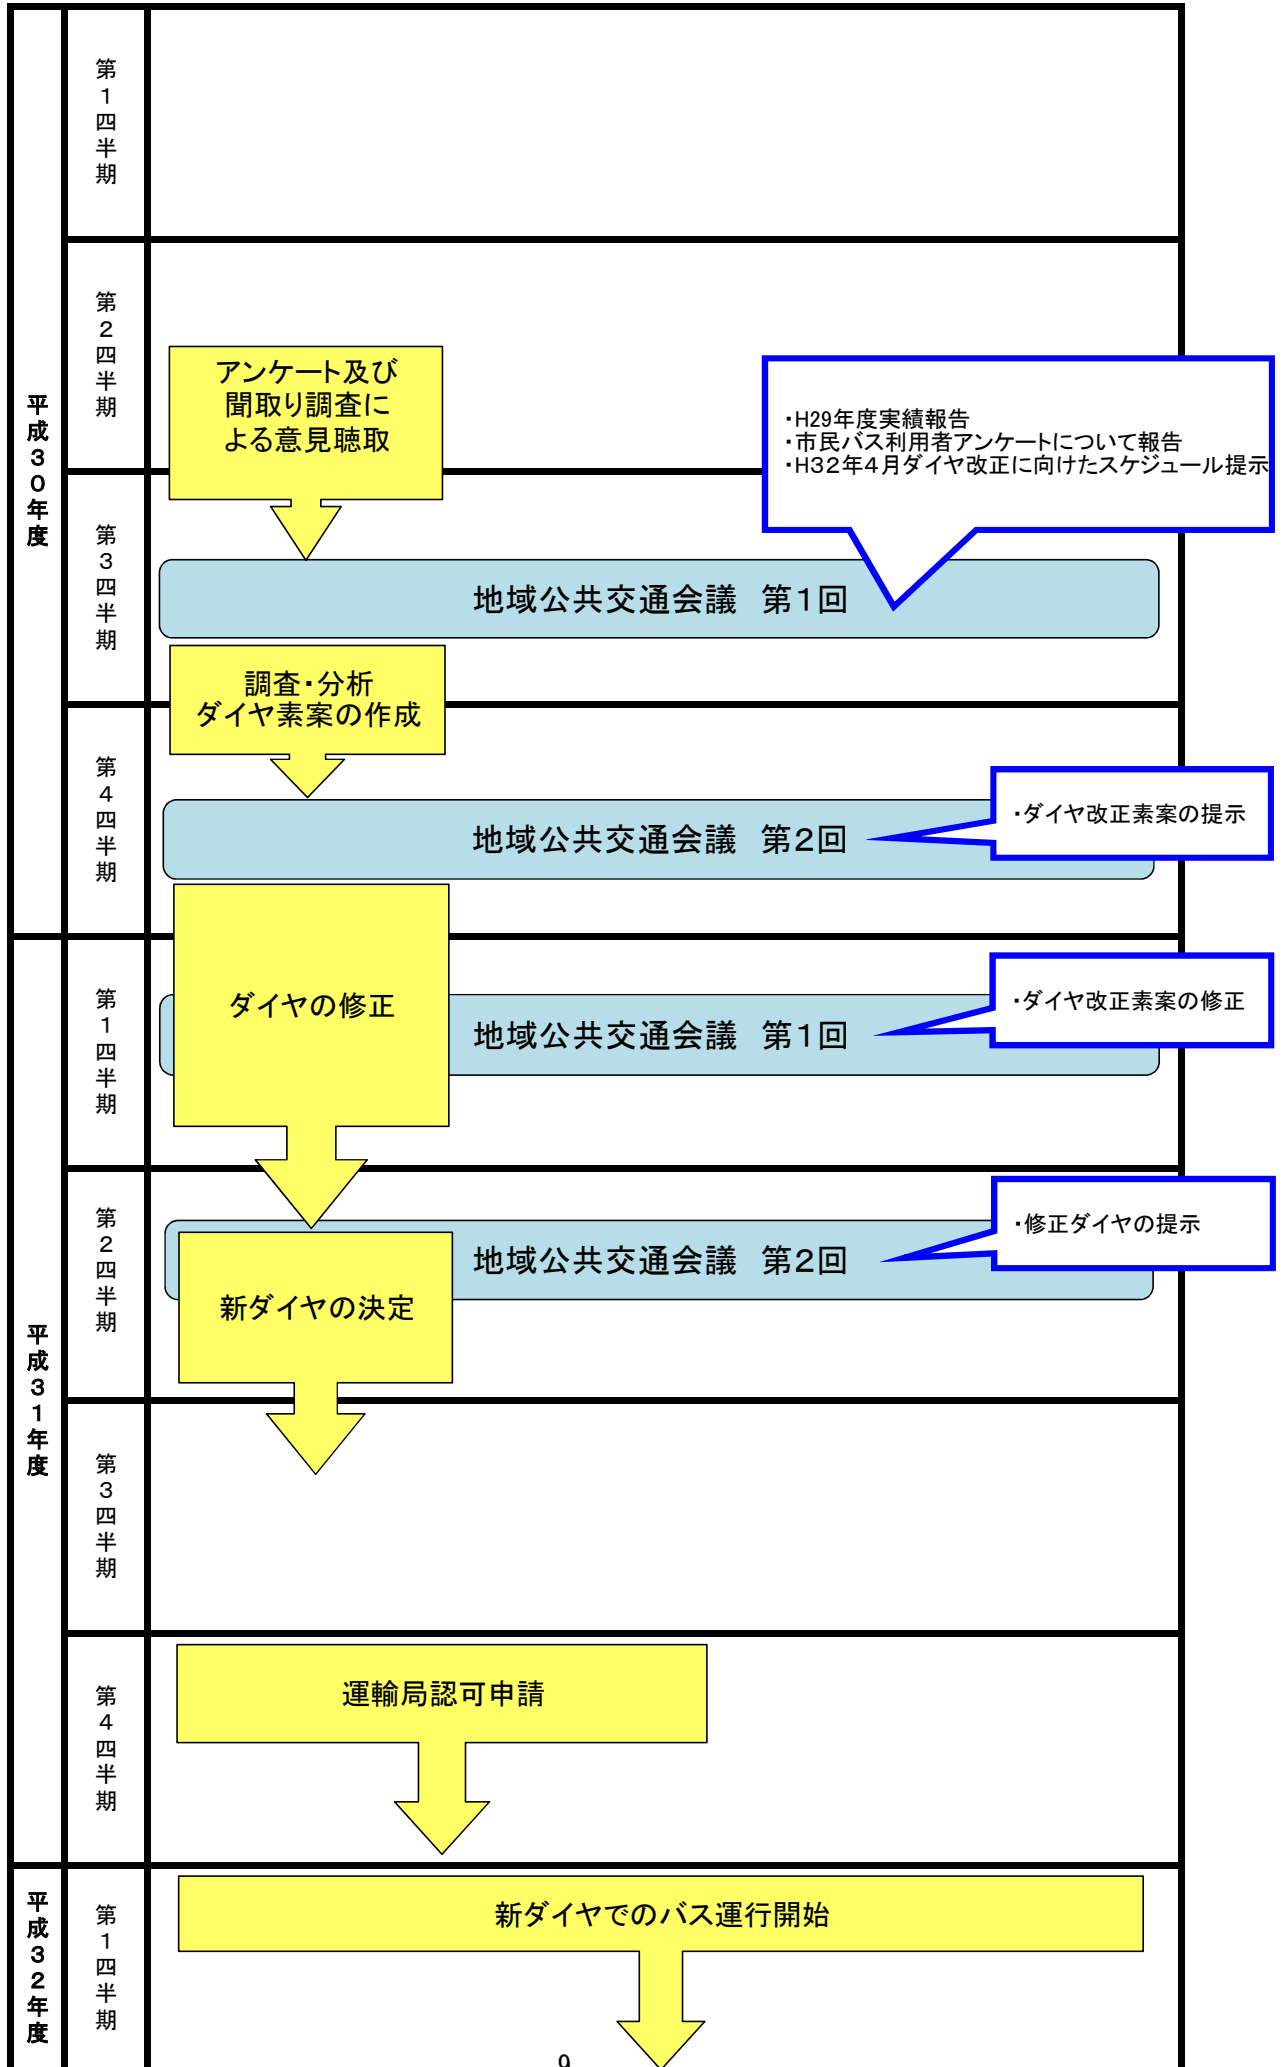 平成30年度
第1四半期
第2四半期
アンケート及び
聞取り調査に
よる意見聴取
・H29年度実績報告
・市民バス利用者アンケートについて報告
・H32年4月ダイヤ改正に向けたスケジュール提示
第3四半期
地域公共交通会議　第1回
調査・分析
ダイヤ素案の作成
第4四半期
地域公共交通会議　第2回
・ダイヤ改正素案の提示
平成31年度
第1四半期
ダイヤの修正
地域公共交通会議　第1回
・ダイヤ改正素案の修正
第2四半期
地域公共交通会議　第2回
・修正ダイヤの提示
新ダイヤの決定
第3四半期
第4四半期
運輸局認可申請
平成32年度
第1四半期
新ダイヤでのバス運行開始